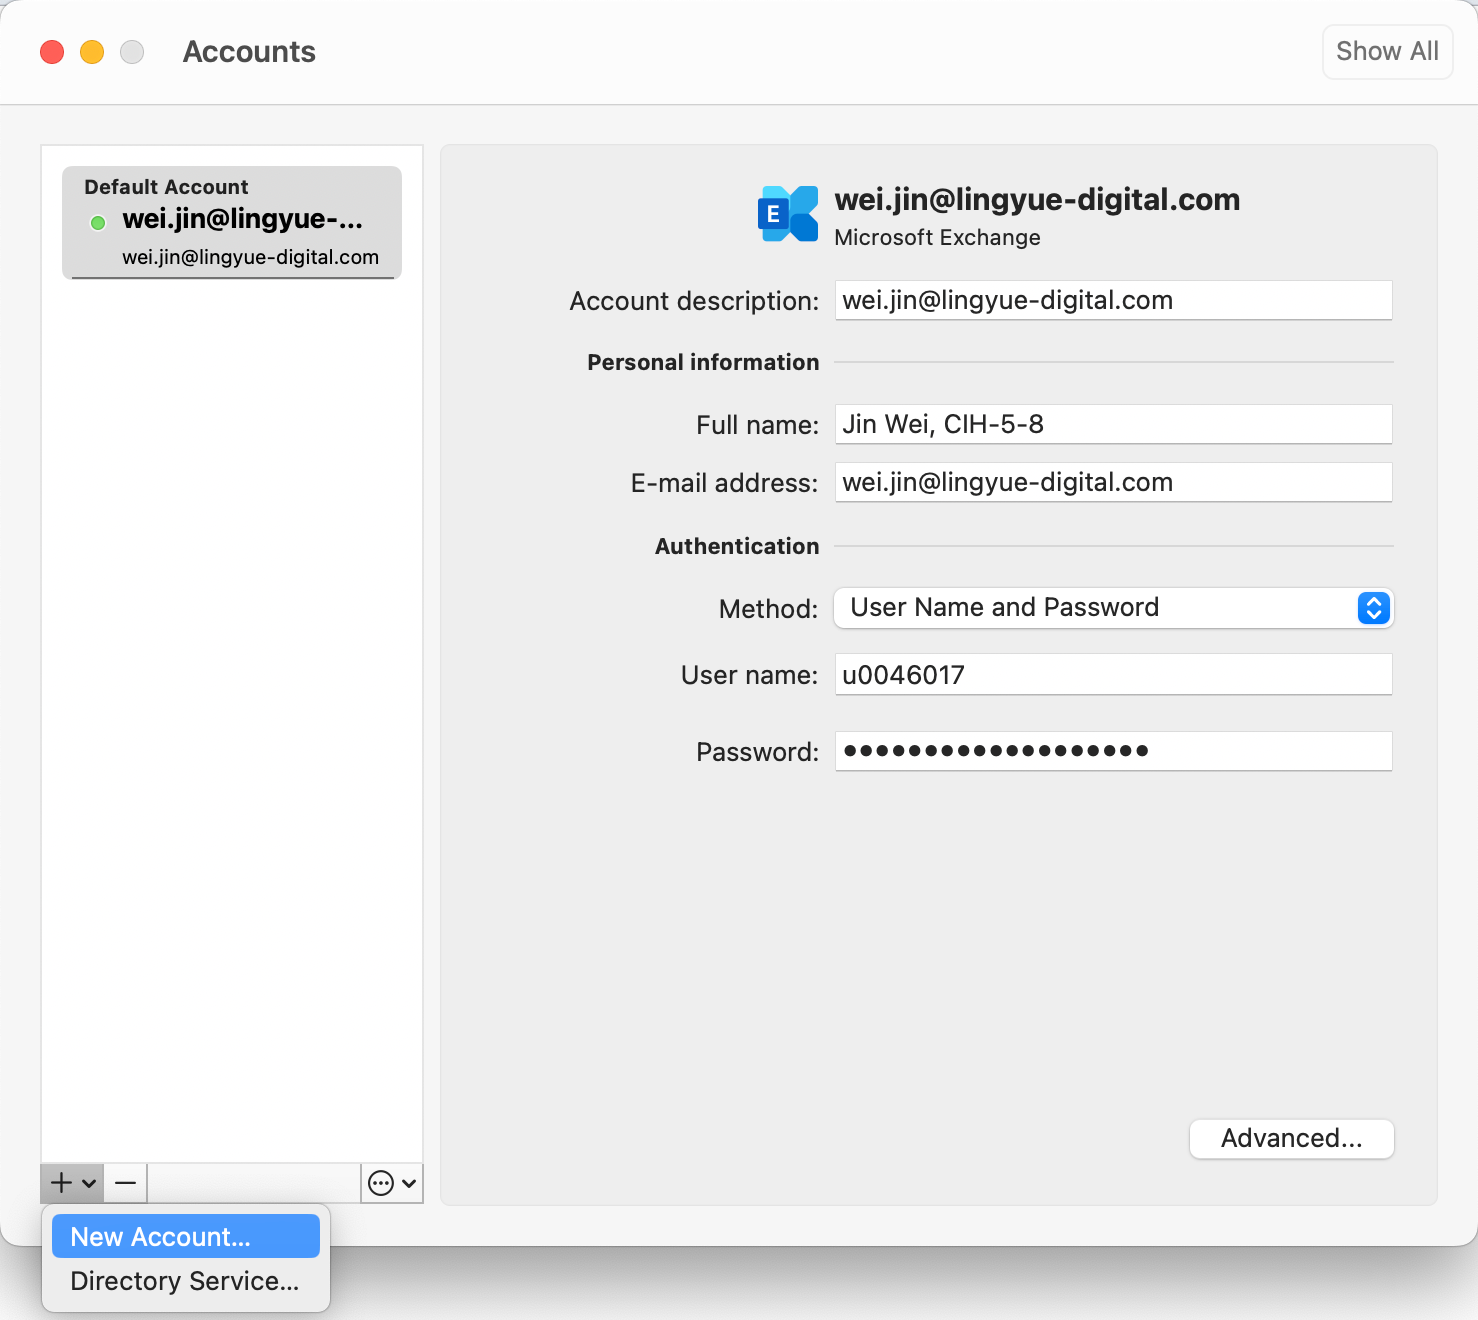 Accounts
Show All
Default Account
wei.jin@lingyue-...
wei.jin@lingyue-digital.com
E
wei.jin@lingyue-digital.com
Microsoft Exchange
Account description: wei.jin@lingyue-digital.com
Personal information
Full name: Jin Wei, CIH-5-8
E-mail address: wei.jin@lingyue-digital.com
Authentication
Method: User Name and Password
User name: u0046017
Password: •••••••••••••••••••
Advanced...
New Account...
Directory Service...